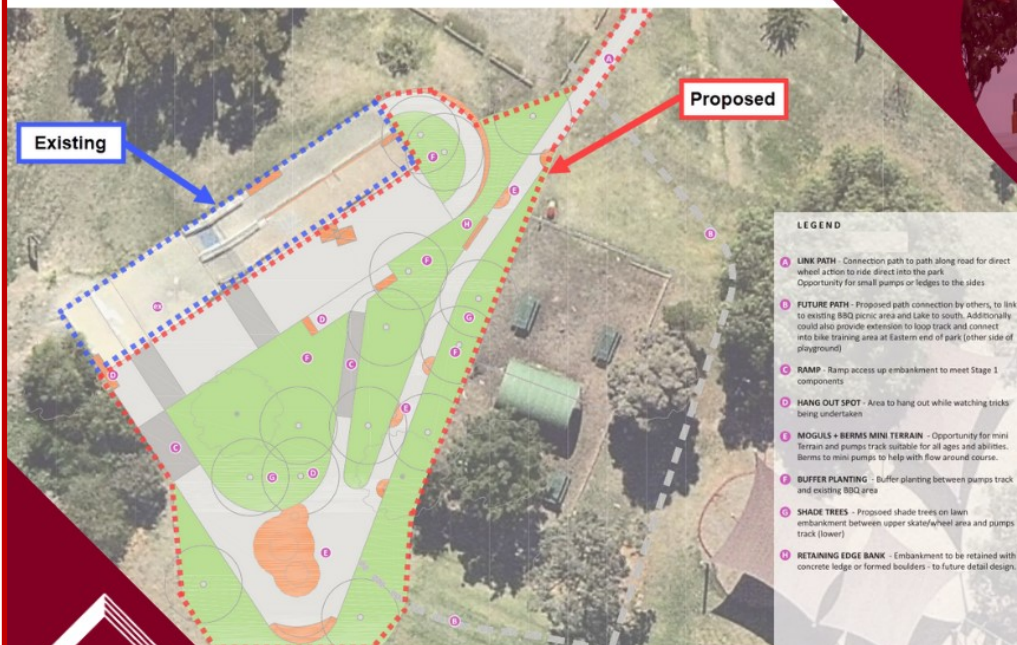 Existing
Proposed
A
B
F
E
H
F
G
F
D
F
C
E
D
C
G
D
E
B
LEGEND
A LINK PATH - Connection path to path along road for direct
wheel action to ride direct into the park
Opportunity for small pumps or ledges to the sides
B FUTURE PATH - Proposed path connection by others, to link
to existing BBQ picnic area and Lake to south. Additionally
could also provide extension to loop track and connect
into bike training area at Eastern end of park (other side of
playground)
C RAMP - Ramp access up embankment to meet Stage 1
components
D HANG OUT SPOT - Area to hang out while watching tricks
being undertaken
E MOGULS + BERMS MINI TERRAIN - Opportunity for mini
Terrain and pumps track suitable for all ages and abilities.
Berms to mini pumps to help with flow around course.
F BUFFER PLANTING - Buffer planting between pumps track
and existing BBQ area
G SHADE TREES - Propsoed shade trees on lawn
embankment between upper skate/wheel area and pumps
track (lower)
H RETAINING EDGE BANK - Embankment to be retained with
concrete ledge or formed boulders - to future detail design.